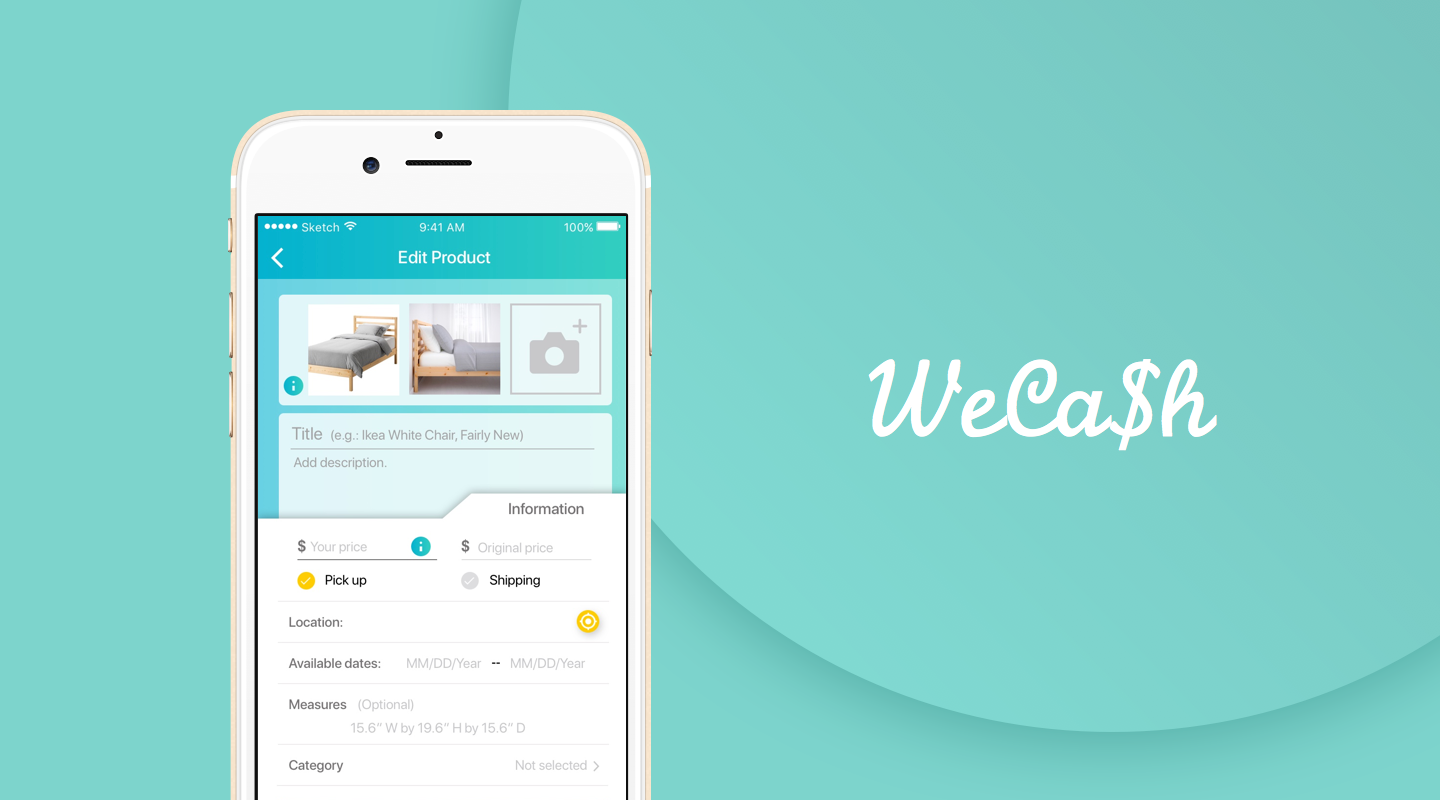 Sketch 9:41 AM 100%
Edit Product
Title (e.g.: Ikea White Chair, Fairly New)
Add description.
Information
$ Your price $ Original price
Pick up Shipping
Location:
Available dates: MM/DD/Year -- MM/DD/Year
Measures (Optional)
15.6” W by 19.6” H by 15.6” D
Category Not selected
WeCa$h